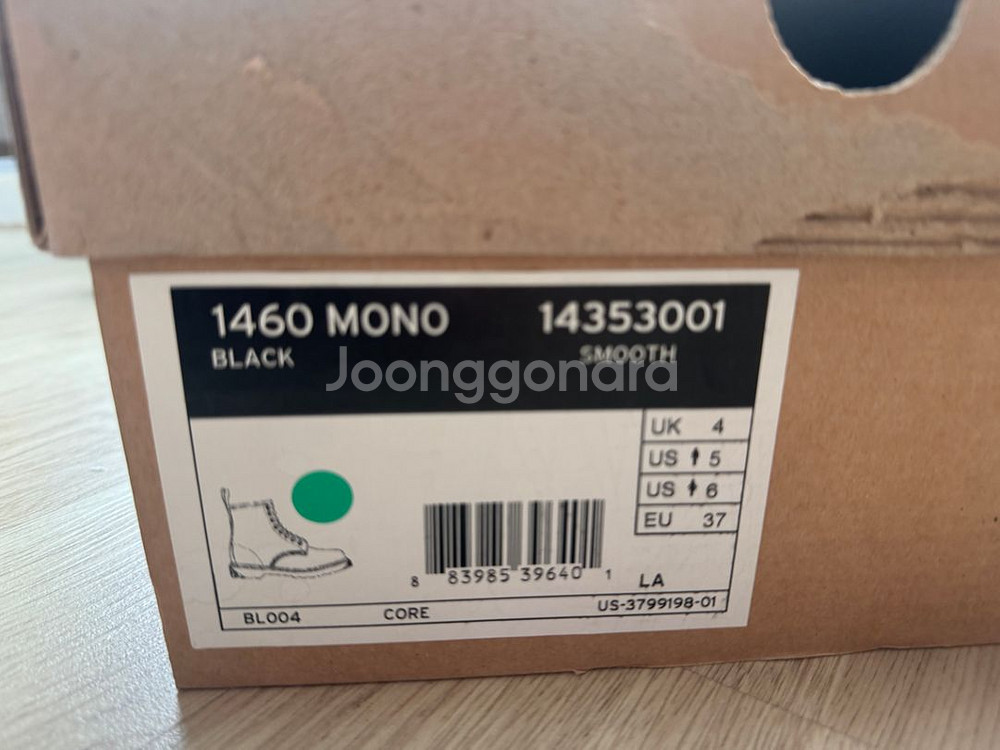 1460 MONO 14353001
BLACK SMOOTH
Joonggonara
UK 4
US 5
US 6
EU 37
8 83985 39640 1
LA
BL004 CORE US-3799198-01